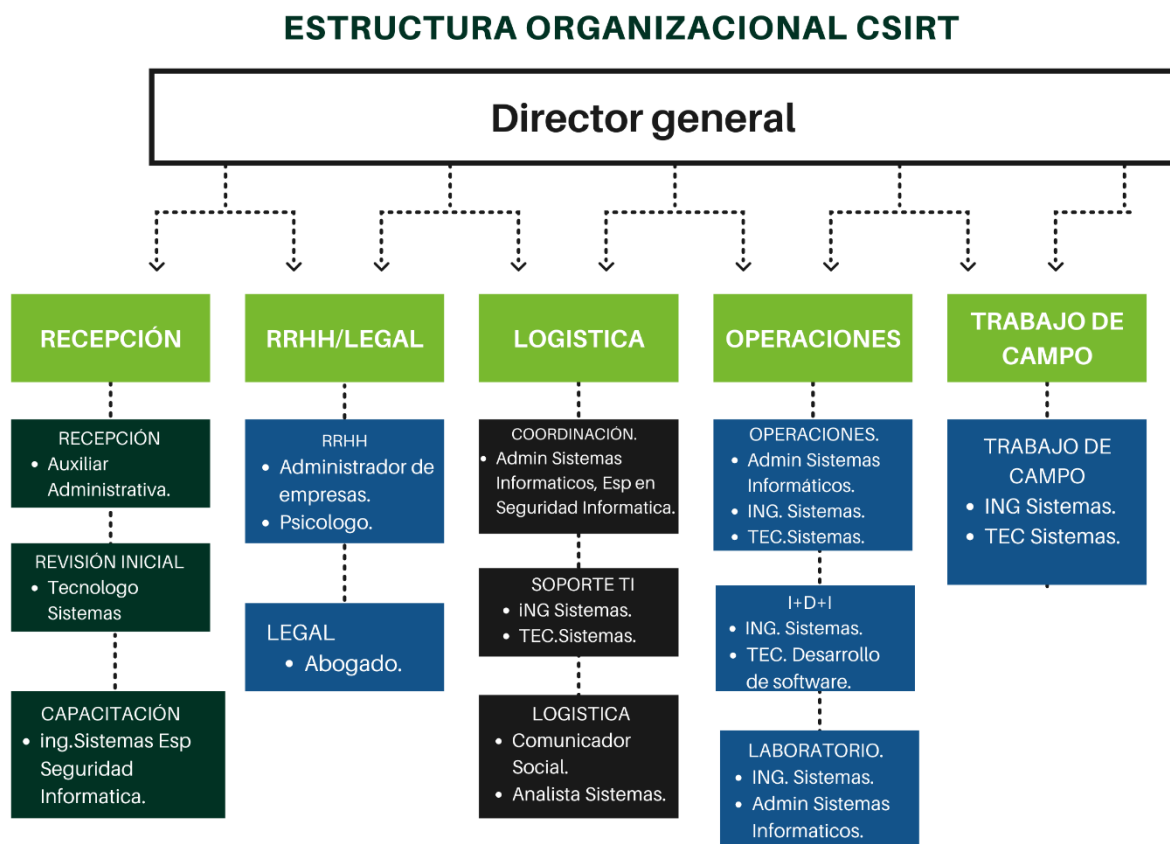 ESTRUCTURA ORGANIZACIONAL CSIRT
Director general
RECEPCIÓN
RECEPCIÓN
• Auxiliar
Administrativa.
REVISIÓN INICIAL
• Tecnologo
Sistemas
CAPACITACIÓN
• ing.Sistemas Esp
Seguridad
Informatica.
RRHH/LEGAL
RRHH
• Administrador de
empresas.
• Psicologo.
LEGAL
• Abogado.
LOGISTICA
COORDINACIÓN.
• Admin Sistemas
Informaticos, Esp en
Seguridad Informatica.
SOPORTE TI
• iNG Sistemas.
• TEC.Sistemas.
LOGISTICA
• Comunicador
Social.
• Analista Sistemas.
OPERACIONES
OPERACIONES.
• Admin Sistemas
Informáticos.
• ING. Sistemas.
• TEC.Sistemas.
I+D+I
• ING. Sistemas.
• TEC. Desarrollo
de software.
LABORATORIO.
• ING. Sistemas.
• Admin Sistemas
Informaticos.
TRABAJO DE
CAMPO
TRABAJO DE
CAMPO
• ING Sistemas.
• TEC Sistemas.